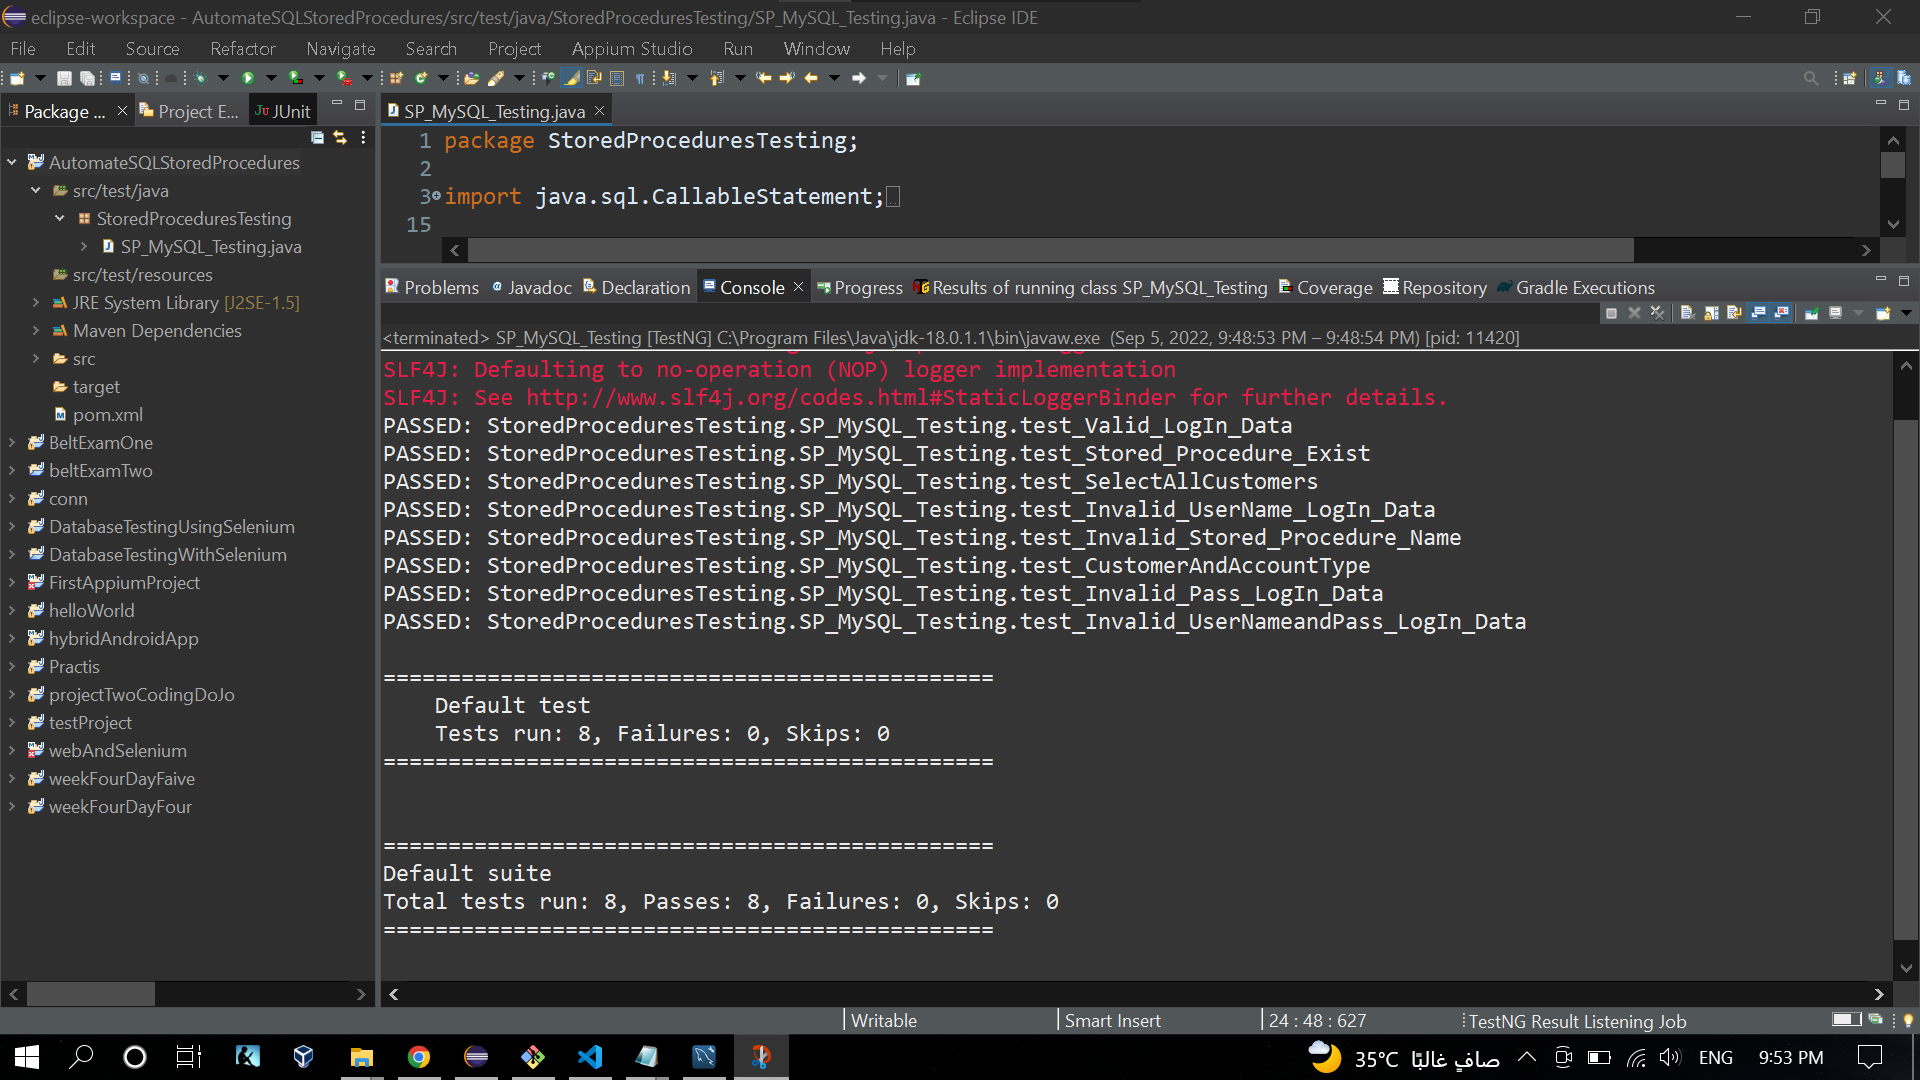 eclipse-workspace - AutomateSQLStoredProcedures/src/test/java/StoredProceduresTesting/SP_MySQL_Testing.java - Eclipse IDE
File Edit Source Refactor Navigate Search Project Appium Studio Run Window Help
Package ... Project E... JUnit
AutomateSQLStoredProcedures
src/test/java
StoredProceduresTesting
SP_MySQL_Testing.java
src/test/resources
JRE System Library [J2SE-1.5]
Maven Dependencies
src
target
pom.xml
BeltExamOne
beltExamTwo
conn
DatabaseTestingUsingSelenium
DatabaseTestingWithSelenium
FirstAppiumProject
helloWorld
hybridAndroidApp
Practis
projectTwoCodingDoJo
testProject
webAndSelenium
weekFourDayFaive
weekFourDayFour
SP_MySQL_Testing.java
1 package StoredProceduresTesting;
2
3 import java.sql.CallableStatement;
15
Problems Javadoc Declaration Console Progress Results of running class SP_MySQL_Testing Coverage Repository Gradle Executions
<terminated> SP_MySQL_Testing [TestNG] C:\Program Files\Java\jdk-18.0.1.1\bin\javaw.exe (Sep 5, 2022, 9:48:53 PM – 9:48:54 PM) [pid: 11420]
SLF4J: Defaulting to no-operation (NOP) logger implementation
SLF4J: See http://www.slf4j.org/codes.html#StaticLoggerBinder for further details.
PASSED: StoredProceduresTesting.SP_MySQL_Testing.test_Valid_LogIn_Data
PASSED: StoredProceduresTesting.SP_MySQL_Testing.test_Stored_Procedure_Exist
PASSED: StoredProceduresTesting.SP_MySQL_Testing.test_SelectAllCustomers
PASSED: StoredProceduresTesting.SP_MySQL_Testing.test_Invalid_UserName_LogIn_Data
PASSED: StoredProceduresTesting.SP_MySQL_Testing.test_Invalid_Stored_Procedure_Name
PASSED: StoredProceduresTesting.SP_MySQL_Testing.test_CustomerAndAccountType
PASSED: StoredProceduresTesting.SP_MySQL_Testing.test_Invalid_Pass_LogIn_Data
PASSED: StoredProceduresTesting.SP_MySQL_Testing.test_Invalid_UserNameandPass_LogIn_Data
===============================================
Default test
Tests run: 8, Failures: 0, Skips: 0
===============================================
===============================================
Default suite
Total tests run: 8, Passes: 8, Failures: 0, Skips: 0
===============================================
Writable Smart Insert 24 : 48 : 627 TestNG Result Listening Job
35°C صافٍ غالبًا ENG 9:53 PM